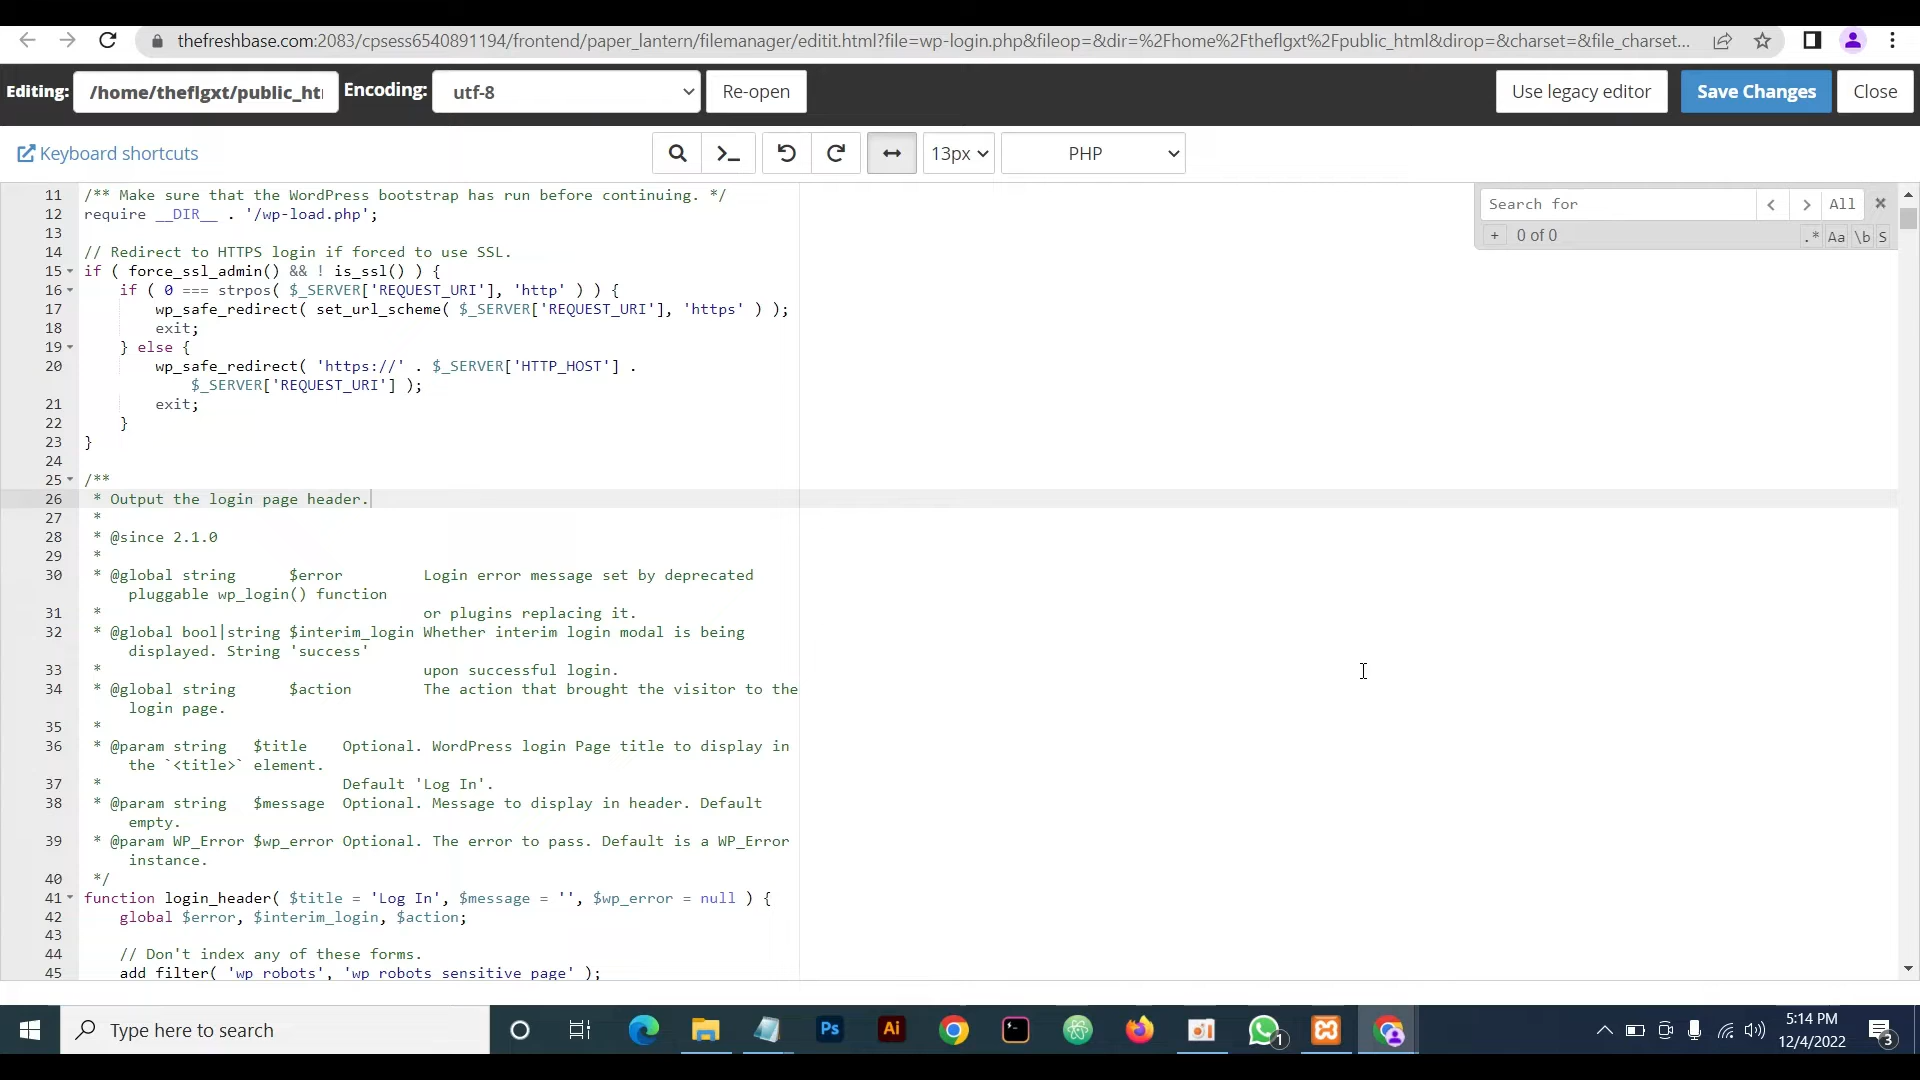 thefreshbase.com:2083/cpsess6540891194/frontend/paper_lantern/filemanager/editit.html?file=wp-login.php&fileop=&dir=%2Fhome%2Ftheflgxt%2Fpublic_html&dirop=&charset=&file_charset...
Editing: /home/theflgxt/public_ht Encoding: utf-8 Re-open Use legacy editor Save Changes Close
Keyboard shortcuts 13px PHP
Search for All
+ 0 of 0 .* Aa \b S
11 /** Make sure that the WordPress bootstrap has run before continuing. */
12 require __DIR__ . '/wp-load.php';
13
14 // Redirect to HTTPS login if forced to use SSL.
15 if ( force_ssl_admin() && ! is_ssl() ) {
16 if ( 0 === strpos( $_SERVER['REQUEST_URI'], 'http' ) ) {
17 wp_safe_redirect( set_url_scheme( $_SERVER['REQUEST_URI'], 'https' ) );
18 exit;
19 } else {
20 wp_safe_redirect( 'https://' . $_SERVER['HTTP_HOST'] .
$_SERVER['REQUEST_URI'] );
21 exit;
22 }
23 }
24
25 /**
26 * Output the login page header.
27 *
28 * @since 2.1.0
29 *
30 * @global string $error Login error message set by deprecated
pluggable wp_login() function
31 * or plugins replacing it.
32 * @global bool|string $interim_login Whether interim login modal is being
displayed. String 'success'
33 * upon successful login.
34 * @global string $action The action that brought the visitor to the
login page.
35 *
36 * @param string $title Optional. WordPress login Page title to display in
the `<title>` element.
37 * Default 'Log In'.
38 * @param string $message Optional. Message to display in header. Default
empty.
39 * @param WP_Error $wp_error Optional. The error to pass. Default is a WP_Error
instance.
40 */
41 function login_header( $title = 'Log In', $message = '', $wp_error = null ) {
42 global $error, $interim_login, $action;
43
44 // Don't index any of these forms.
45 add_filter( 'wp_robots', 'wp_robots_sensitive_page' );
Type here to search
Ps
Ai
1
5:14 PM
12/4/2022
3